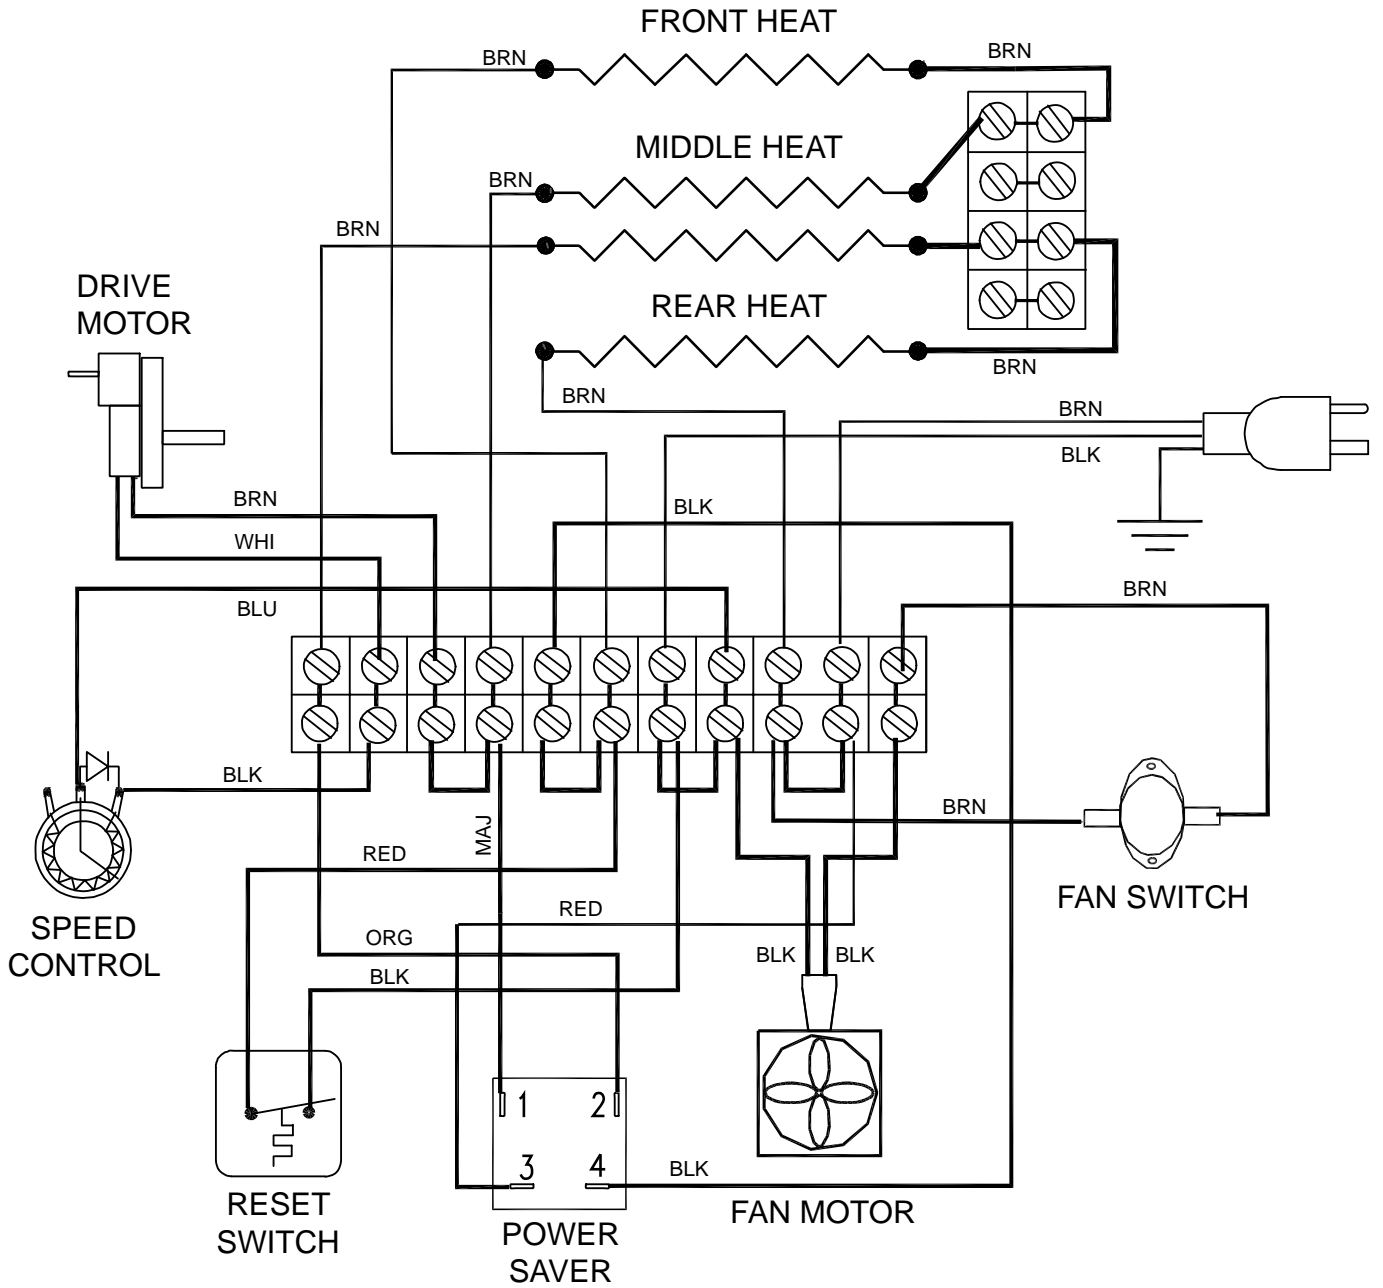 FRONT HEAT
BRN
BRN
MIDDLE HEAT
BRN
BRN
REAR HEAT
BRN
BRN
DRIVE
MOTOR
BRN
BLK
BRN
WHI
BLK
BRN
BLU
BLK
BRN
MAJ
RED
FAN SWITCH
RED
SPEED
CONTROL
ORG
BLK
BLK
BLK
1
2
3
4
BLK
RESET
SWITCH
POWER
SAVER
FAN MOTOR